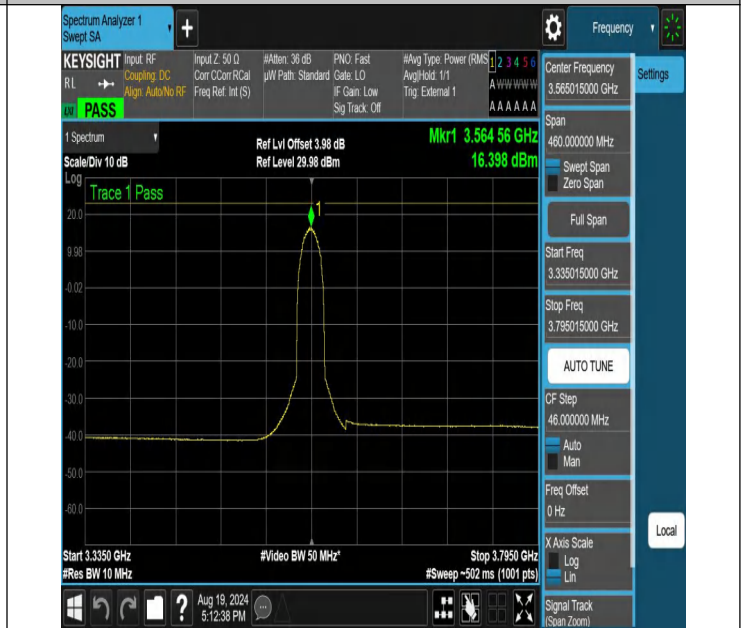 Spectrum Analyzer 1
Swept SA
+
Frequency
KEYSIGHT Input: RF Input Z: 50 Ω #Atten: 36 dB PNO: Fast #Avg Type: Power (RMS 1 2 3 4 5 6
RL Coupling: DC Corr CCorr RCal µW Path: Standard Gate: LO Avg|Hold: 1/1 A W W W W W
Align: Auto/No RF Freq Ref: Int (S) IF Gain: Low Trig: External 1
PASS Sig Track: Off A A A A A A
1 Spectrum
Ref Lvl Offset 3.98 dB
Mkr1 3.564 56 GHz
Scale/Div 10 dB
Ref Level 29.98 dBm
16.398 dBm
Log
Trace 1 Pass
1
20.0
9.98
-0.02
-10.0
-20.0
-30.0
-40.0
-50.0
-60.0
Start 3.3350 GHz
#Video BW 50 MHz*
Stop 3.7950 GHz
#Res BW 10 MHz
#Sweep ~502 ms (1001 pts)
Center Frequency
3.565015000 GHz
Settings
Span
460.000000 MHz
Swept Span
Zero Span
Full Span
Start Freq
3.335015000 GHz
Stop Freq
3.795015000 GHz
AUTO TUNE
CF Step
46.000000 MHz
Auto
Man
Freq Offset
0 Hz
Local
X Axis Scale
Log
Lin
Signal Track
(Span Zoom)
?
Aug 19, 2024
5:12:38 PM